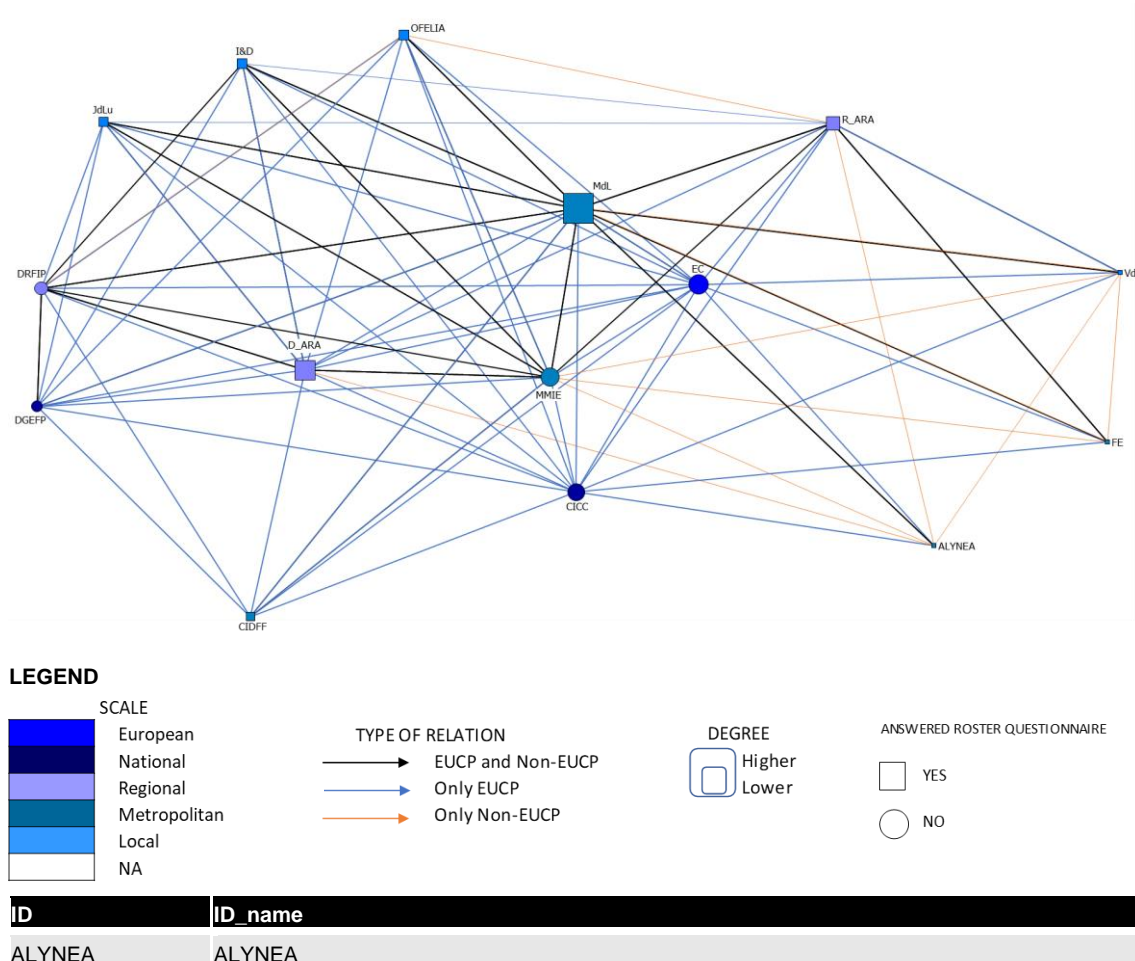 OFELIA
I&D
JdLu
R_ARA
MdL
EC
Vd
DRFIP
D_ARA
MMIE
DGEFP
FE
CICC
ALYNEA
CIDFF
LEGEND
SCALE
European
National
Regional
Metropolitan
Local
NA
TYPE OF RELATION
EUCP and Non-EUCP
Only EUCP
Only Non-EUCP
DEGREE
Higher
Lower
ANSWERED ROSTER QUESTIONNAIRE
YES
NO
ID ID_name
ALYNEA ALYNEA